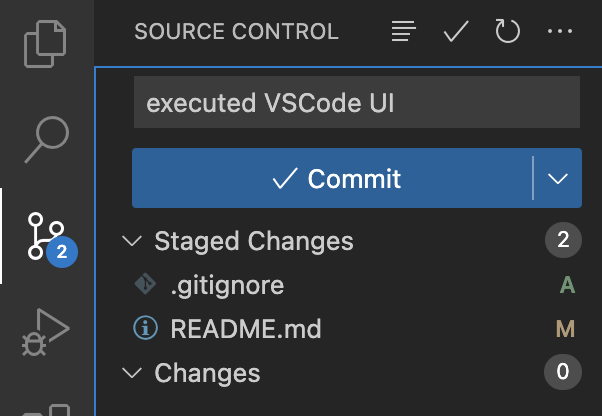 SOURCE CONTROL
executed VSCode UI
Commit
2
Staged Changes 2
.gitignore A
README.md M
Changes 0